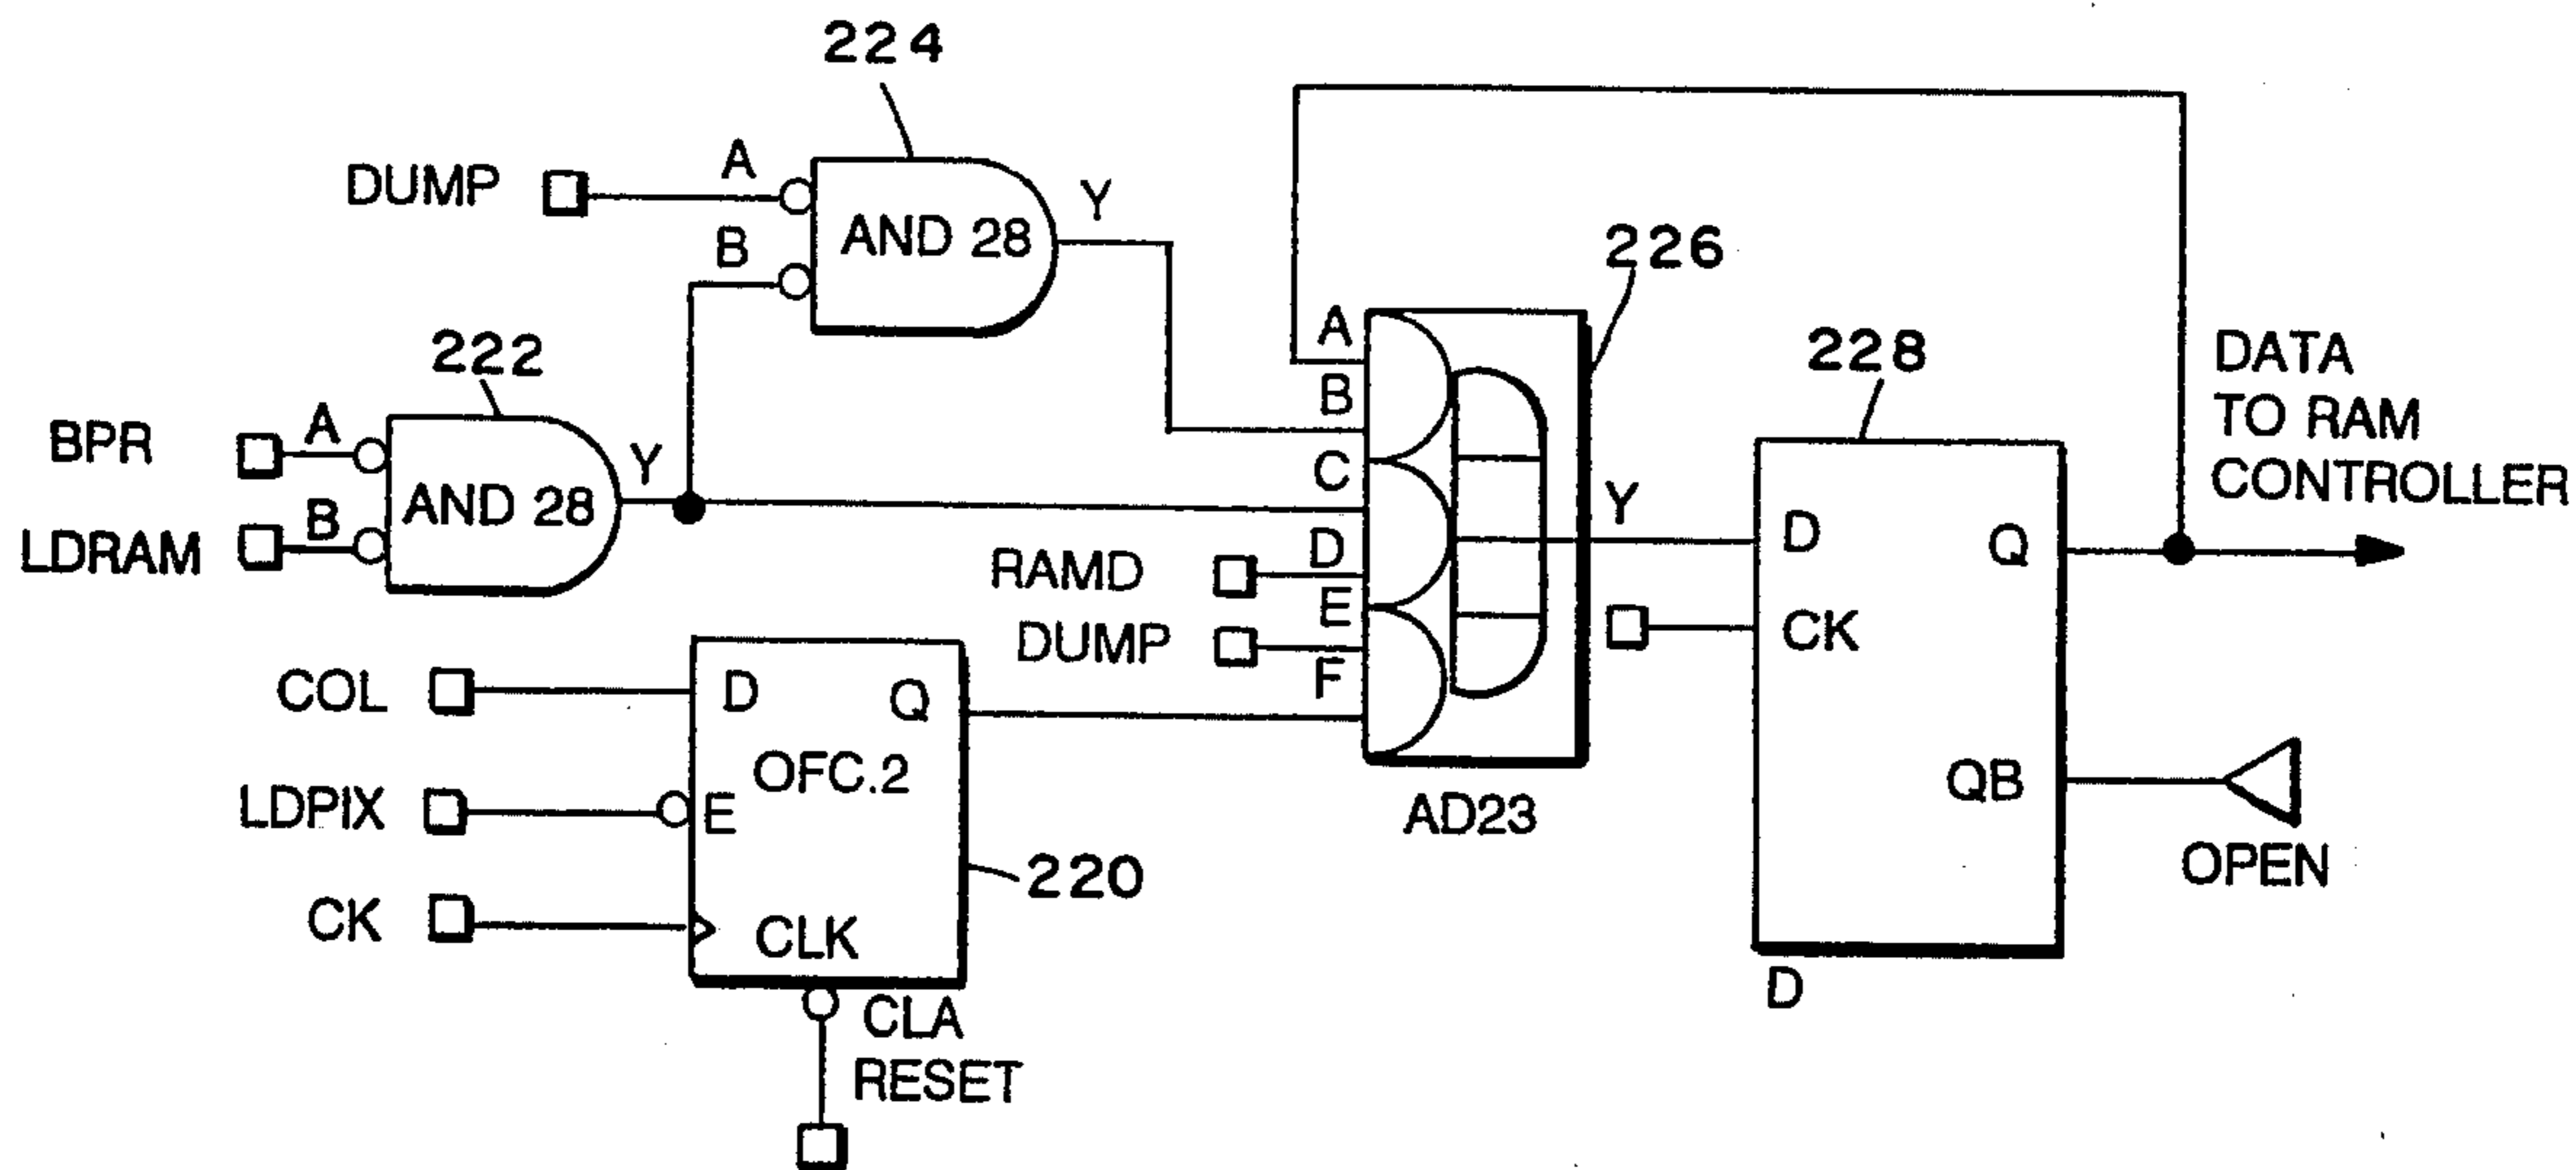 224
DUMP
A
B
AND 28
Y
222
BPR
A
LDRAM
B
AND 28
Y
226
A
B
C
D
E
F
RAMD
DUMP
Y
AD23
228
D
Q
CK
QB
D
DATA
TO RAM
CONTROLLER
OPEN
COL
LDPIX
CK
D
Q
OFC.2
E
CLK
220
CLA
RESET